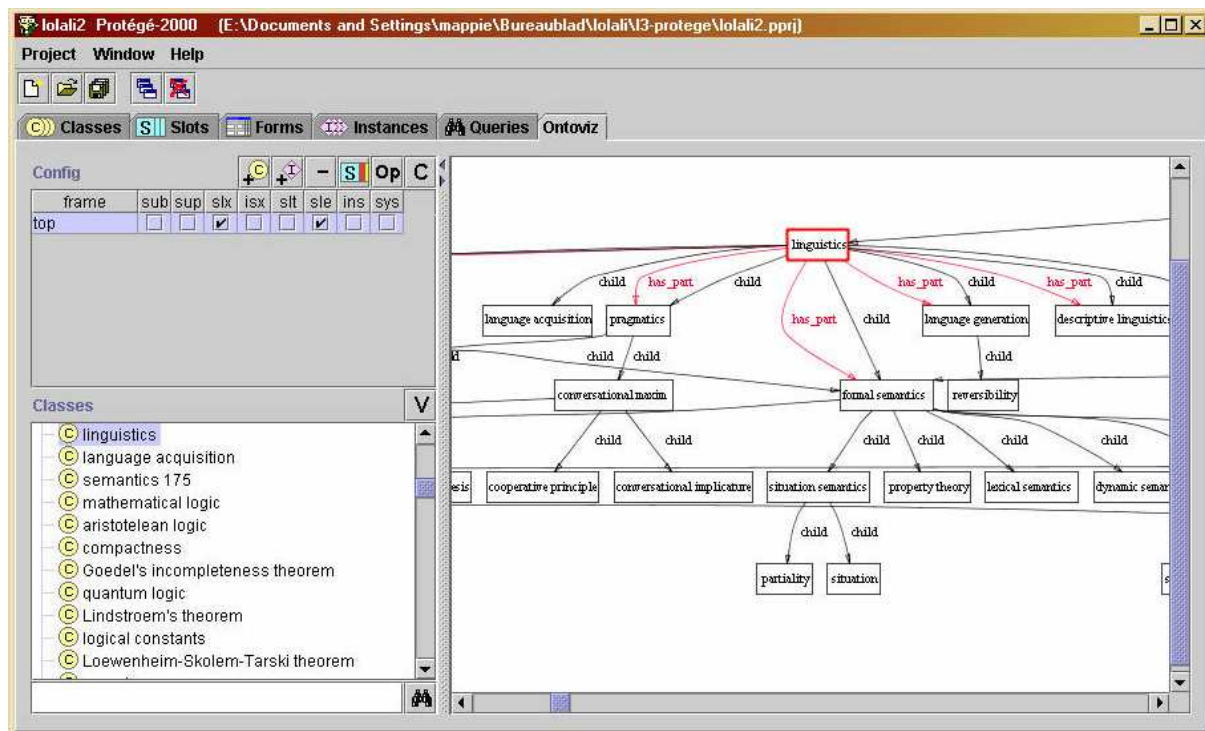 lolali2 Protégé-2000 (E:\Documents and Settings\mappie\Bureaublad\lolali\l3-protege\lolali2.pprj)
Project Window Help
C Classes S Slots Forms I Instances Queries Ontoviz
Config C I – S Op C
frame sub sup slx isx slt sle ins sys
top
Classes V
C linguistics
C language acquisition
C semantics 175
C mathematical logic
C aristotelean logic
C compactness
C Goedel's incompleteness theorem
C quantum logic
C Lindstroem's theorem
C logical constants
C Loewenheim-Skolem-Tarski theorem
linguistics
child has_part child has_part child has_part child
language acquisition pragmatics has_part child language generation descriptive linguistics
child child child
conversational maxim formal semantics reversibility
child child child child child child
esis cooperative principle conversational implicature situation semantics property theory lexical semantics dynamic seman
child child
partiality situation s